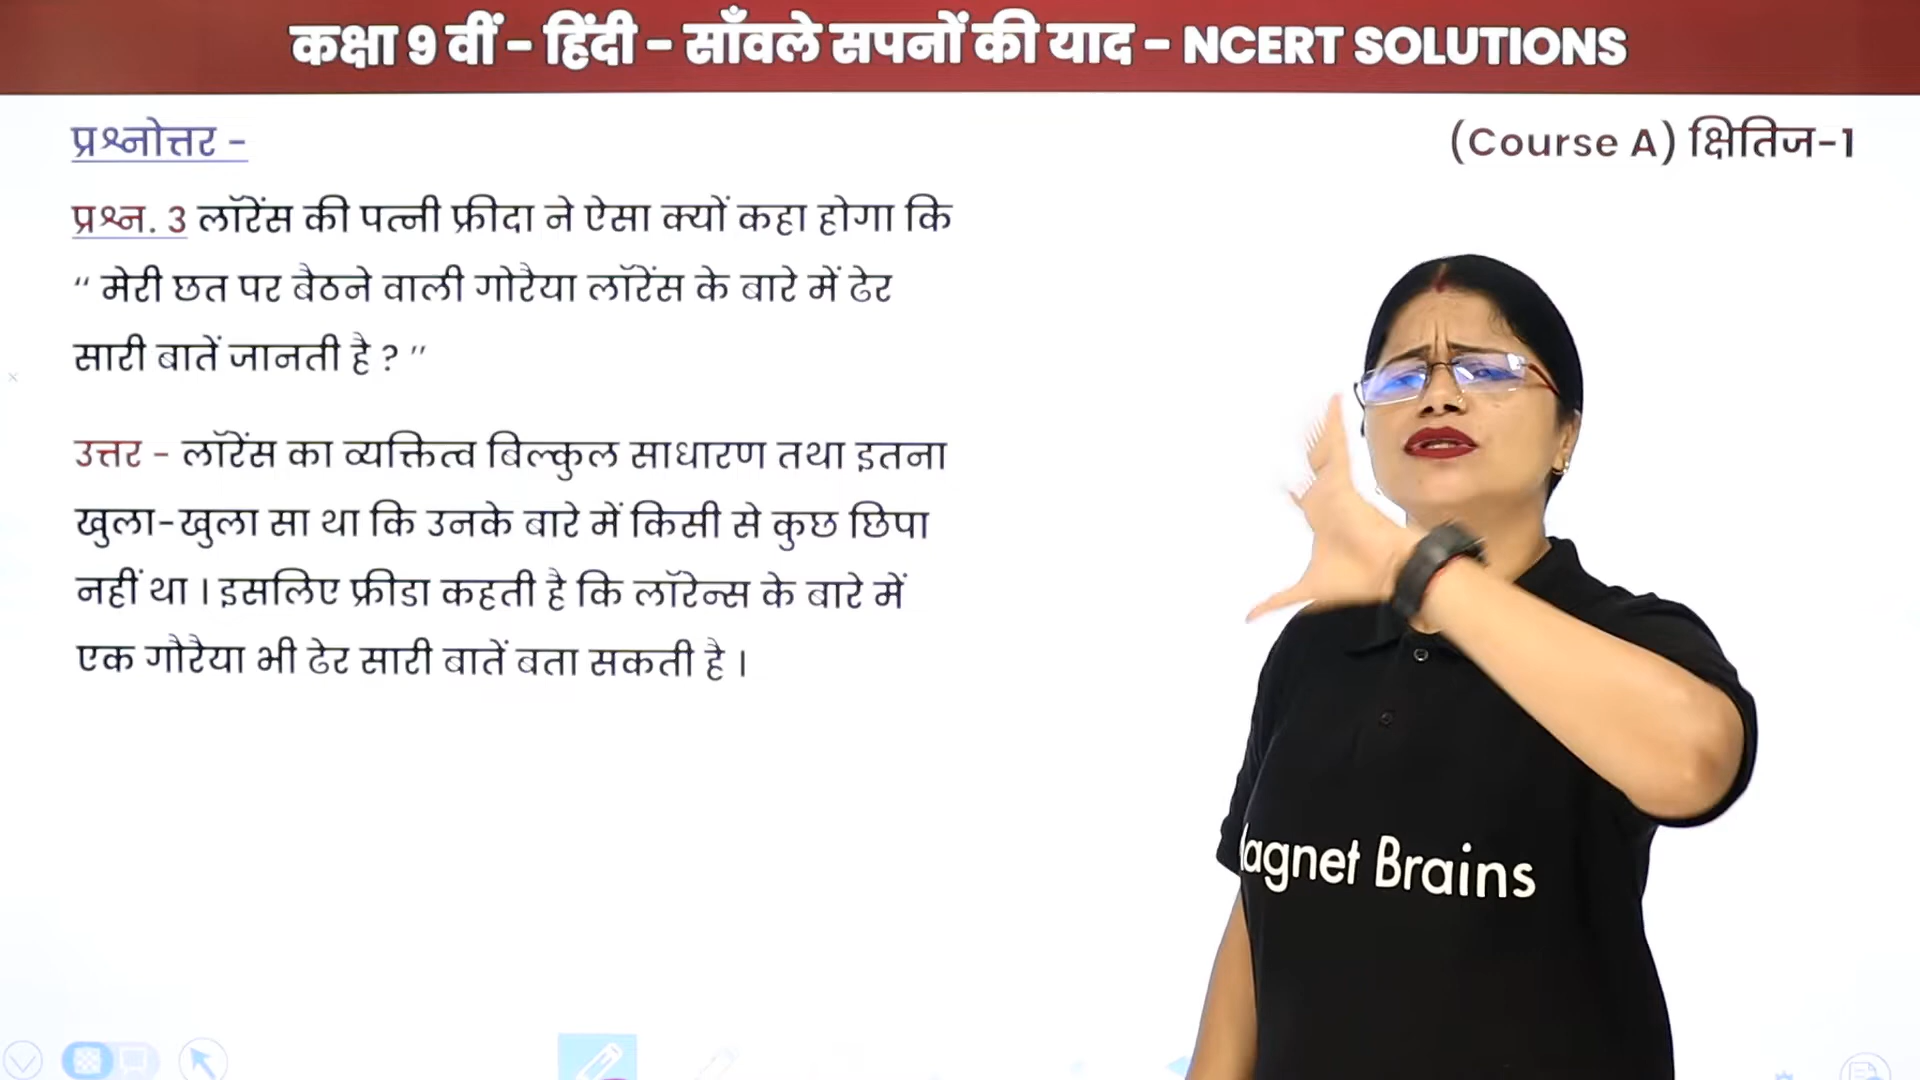 कक्षा 9 वीं - हिंदी - साँवले सपनों की याद - NCERT SOLUTIONS
प्रश्नोत्तर -
(Course A) क्षितिज-1
प्रश्न. 3 लॉरेंस की पत्नी फ्रीदा ने ऐसा क्यों कहा होगा कि
“ मेरी छत पर बैठने वाली गोरैया लॉरेंस के बारे में ढेर
सारी बातें जानती है ? ”
उत्तर - लॉरेंस का व्यक्तित्व बिल्कुल साधारण तथा इतना
खुला-खुला सा था कि उनके बारे में किसी से कुछ छिपा
नहीं था । इसलिए फ्रीडा कहती है कि लॉरेन्स के बारे में
एक गौरैया भी ढेर सारी बातें बता सकती है ।
agnet Brains